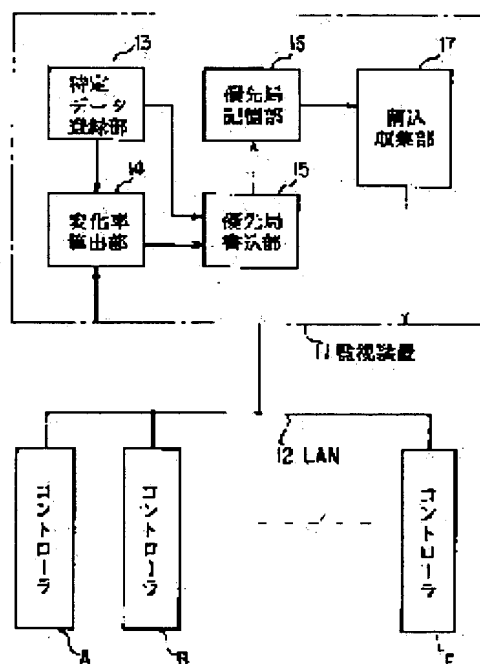 13
特定
データ
登録部
16
優先局
記憶部
17
割込
収集部
14
変化率
算出部
15
優先局
書込部
11 監視装置
12 LAN
コントローラ
A
コントローラ
B
コントローラ